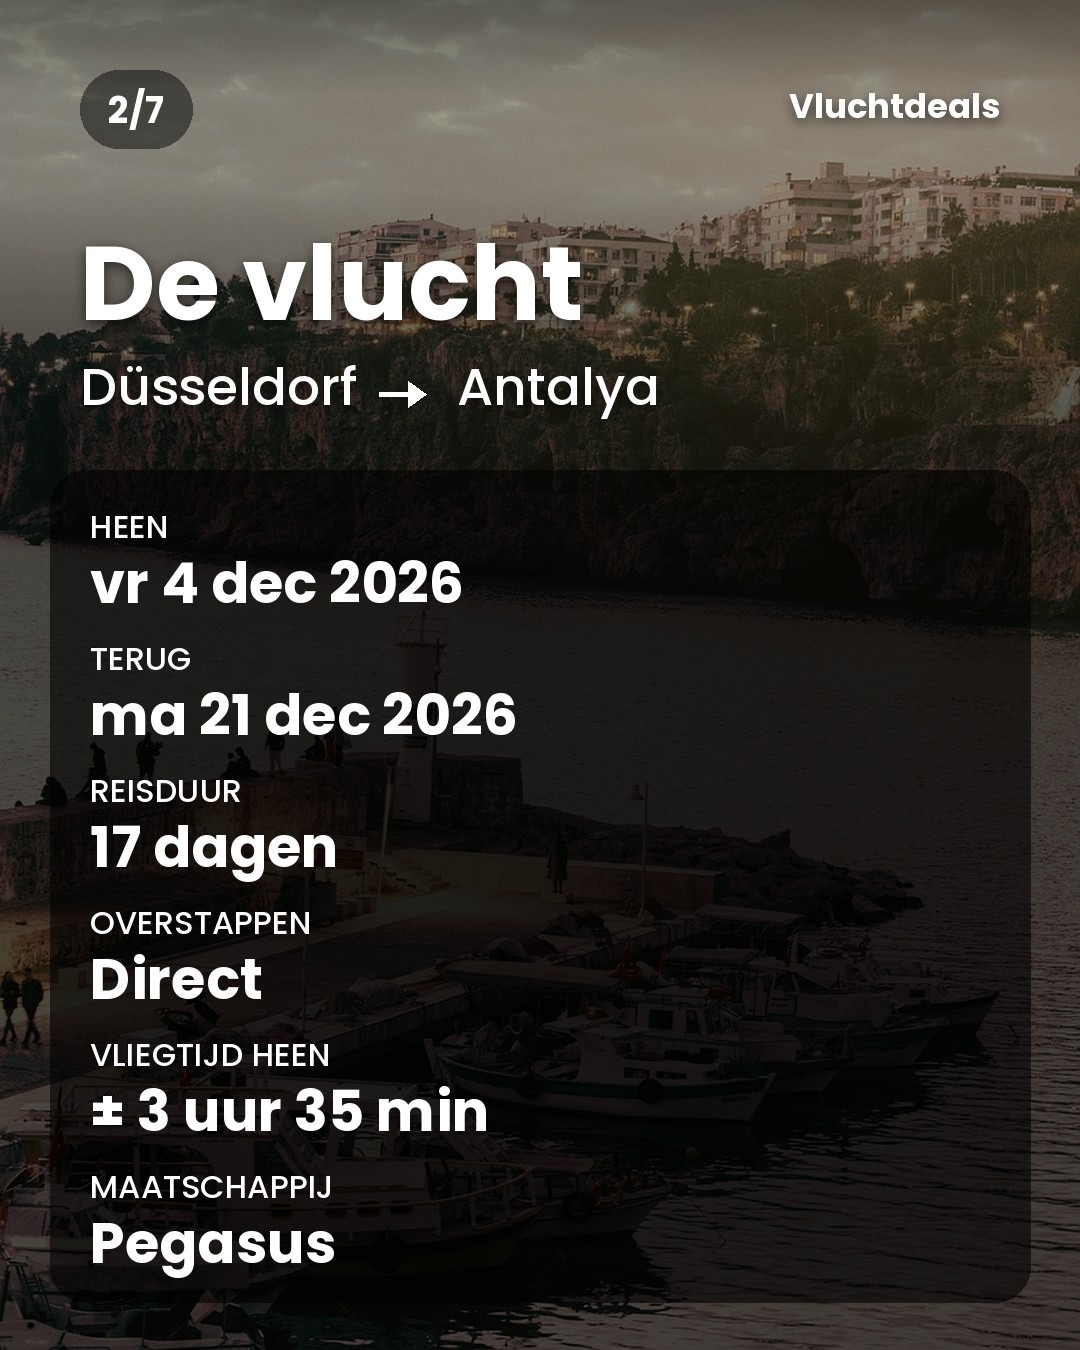 2/7
Vluchtdeals
De vlucht
Düsseldorf → Antalya
HEEN
vr 4 dec 2026
TERUG
ma 21 dec 2026
REISDUUR
17 dagen
OVERSTAPPEN
Direct
VLIEGTIJD HEEN
± 3 uur 35 min
MAATSCHAPPIJ
Pegasus